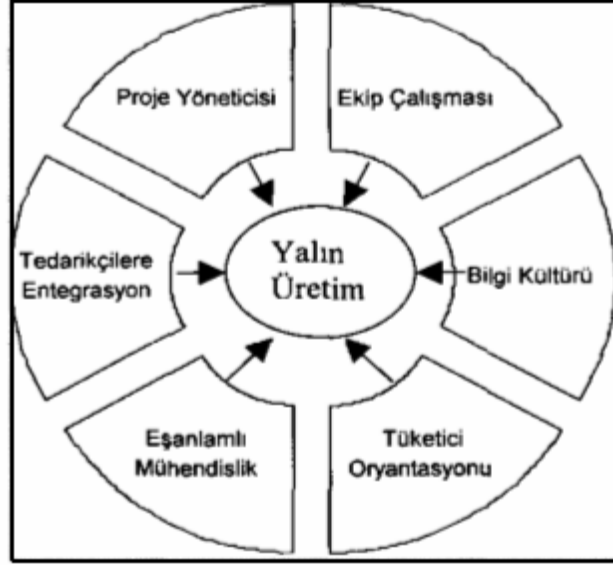 Proje Yöneticisi
Ekip Çalışması
Yalın
Üretim
Tedarikçilere
Entegrasyon
Bilgi Kültürü
Eşanlamlı
Mühendislik
Tüketici
Oryantasyonu